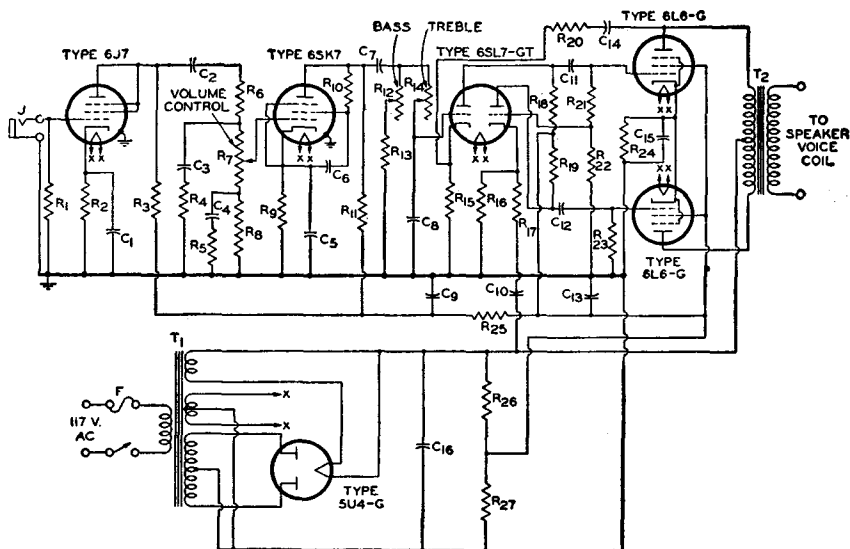 BASS TREBLE
TYPE 6L6-G
TYPE 6J7
TYPE 6SK7
TYPE 6SL7-GT
C7
R20
C14
T2
C2
R6
R10
R12
R14
C11
R18
R21
VOLUME
CONTROL
J
X X
X X
X X
X X
C15
R24
X X
TO
SPEAKER
VOICE
COIL
C3
R7
C6
R13
R19
R22
R1
R2
R3
R4
C4
R9
R11
R15
R16
R17
C12
R23
C1
R5
R8
C5
C8
TYPE
6L6-G
C9
C10
C13
R25
T1
F
X
X
117 V.
AC
R26
C16
TYPE
5U4-G
R27